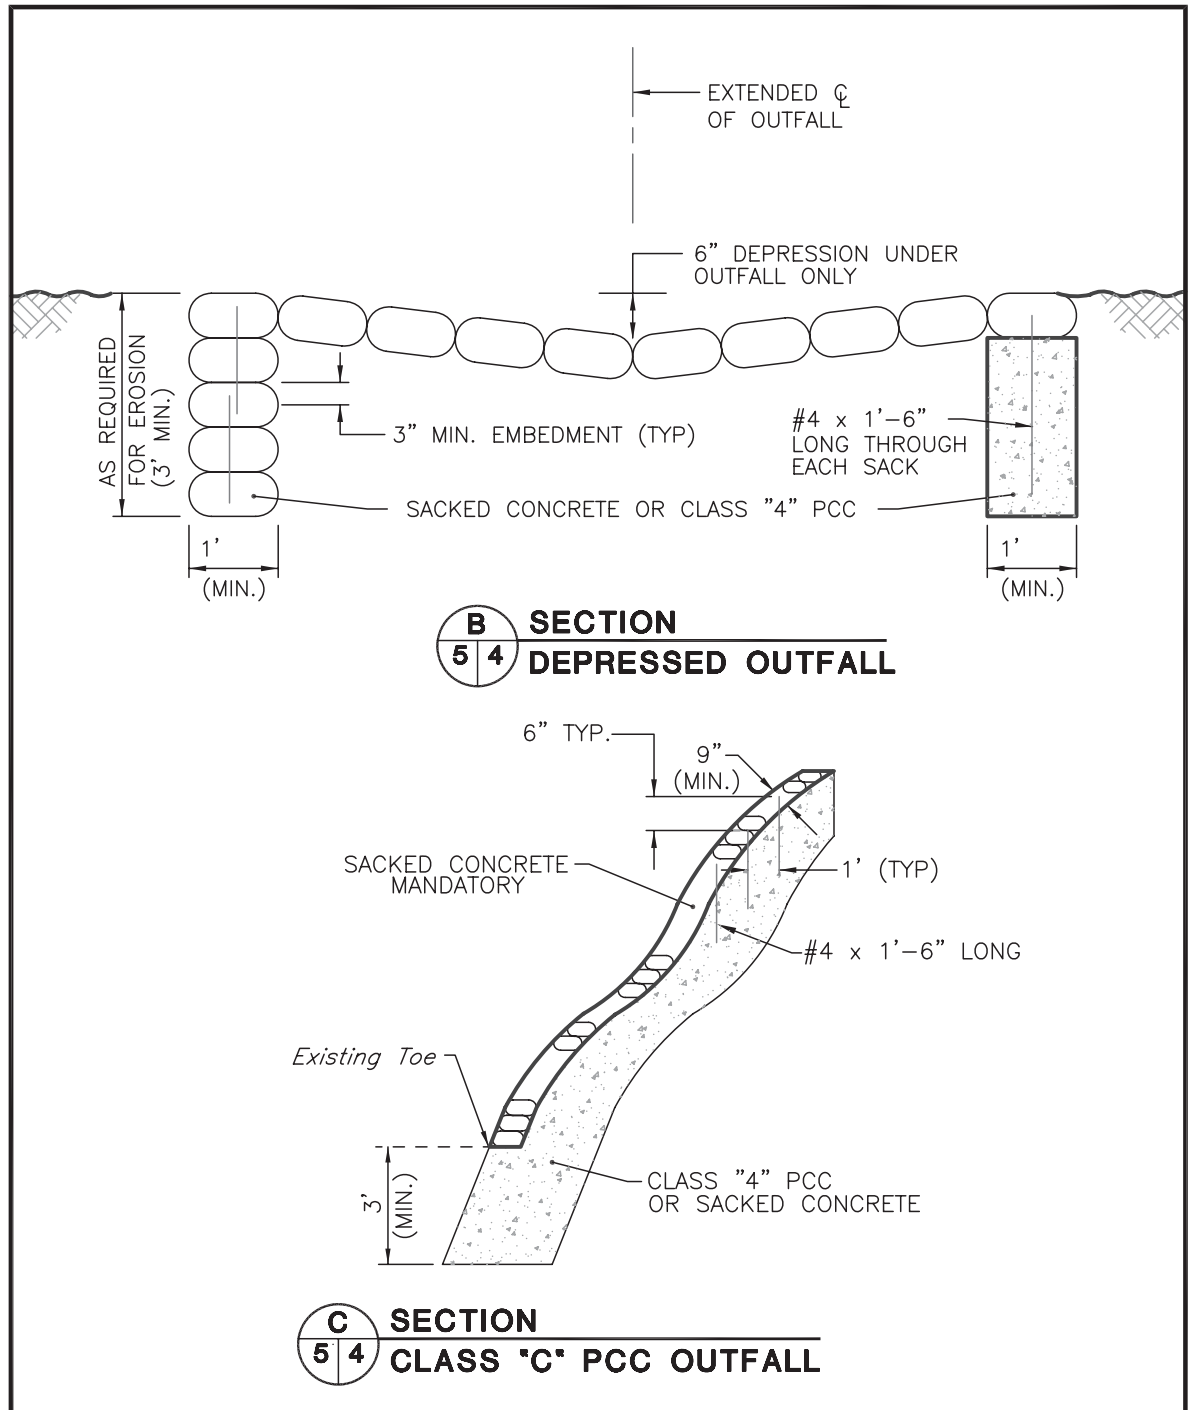 EXTENDED ℄
OF OUTFALL
6" DEPRESSION UNDER
OUTFALL ONLY
AS REQUIRED
FOR EROSION
(3' MIN.)
3" MIN. EMBEDMENT (TYP)
#4 x 1'-6"
LONG THROUGH
EACH SACK
SACKED CONCRETE OR CLASS "4" PCC
1'
(MIN.)
1'
(MIN.)
B
5 4
SECTION
DEPRESSED OUTFALL
6" TYP.
9"
(MIN.)
SACKED CONCRETE
MANDATORY
1' (TYP)
#4 x 1'-6" LONG
Existing Toe
3'
(MIN.)
CLASS "4" PCC
OR SACKED CONCRETE
C
5 4
SECTION
CLASS "C" PCC OUTFALL